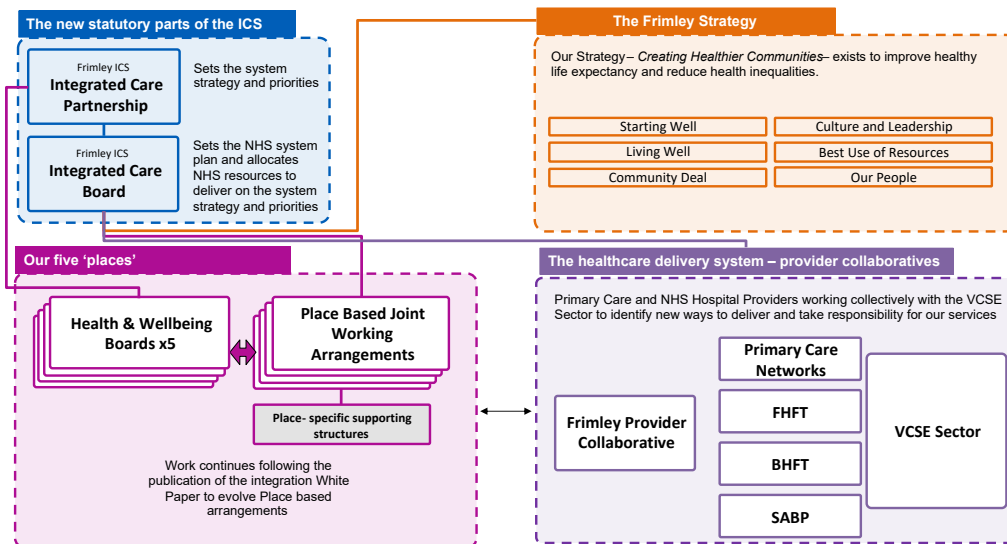 The new statutory parts of the ICS
Frimley ICS
Integrated Care
Partnership
Sets the system
strategy and priorities
Frimley ICS
Integrated Care
Board
Sets the NHS system
plan and allocates
NHS resources to
deliver on the system
strategy and priorities
The Frimley Strategy
Our Strategy– Creating Healthier Communities– exists to improve healthy
life expectancy and reduce health inequalities.
Starting Well
Culture and Leadership
Living Well
Best Use of Resources
Community Deal
Our People
Our five ‘places’
Health & Wellbeing
Boards x5
Place Based Joint
Working
Arrangements
Place- specific supporting
structures
Work continues following the
publication of the integration White
Paper to evolve Place based
arrangements
The healthcare delivery system – provider collaboratives
Primary Care and NHS Hospital Providers working collectively with the VCSE
Sector to identify new ways to deliver and take responsibility for our services
Frimley Provider
Collaborative
Primary Care
Networks
FHFT
BHFT
SABP
VCSE Sector